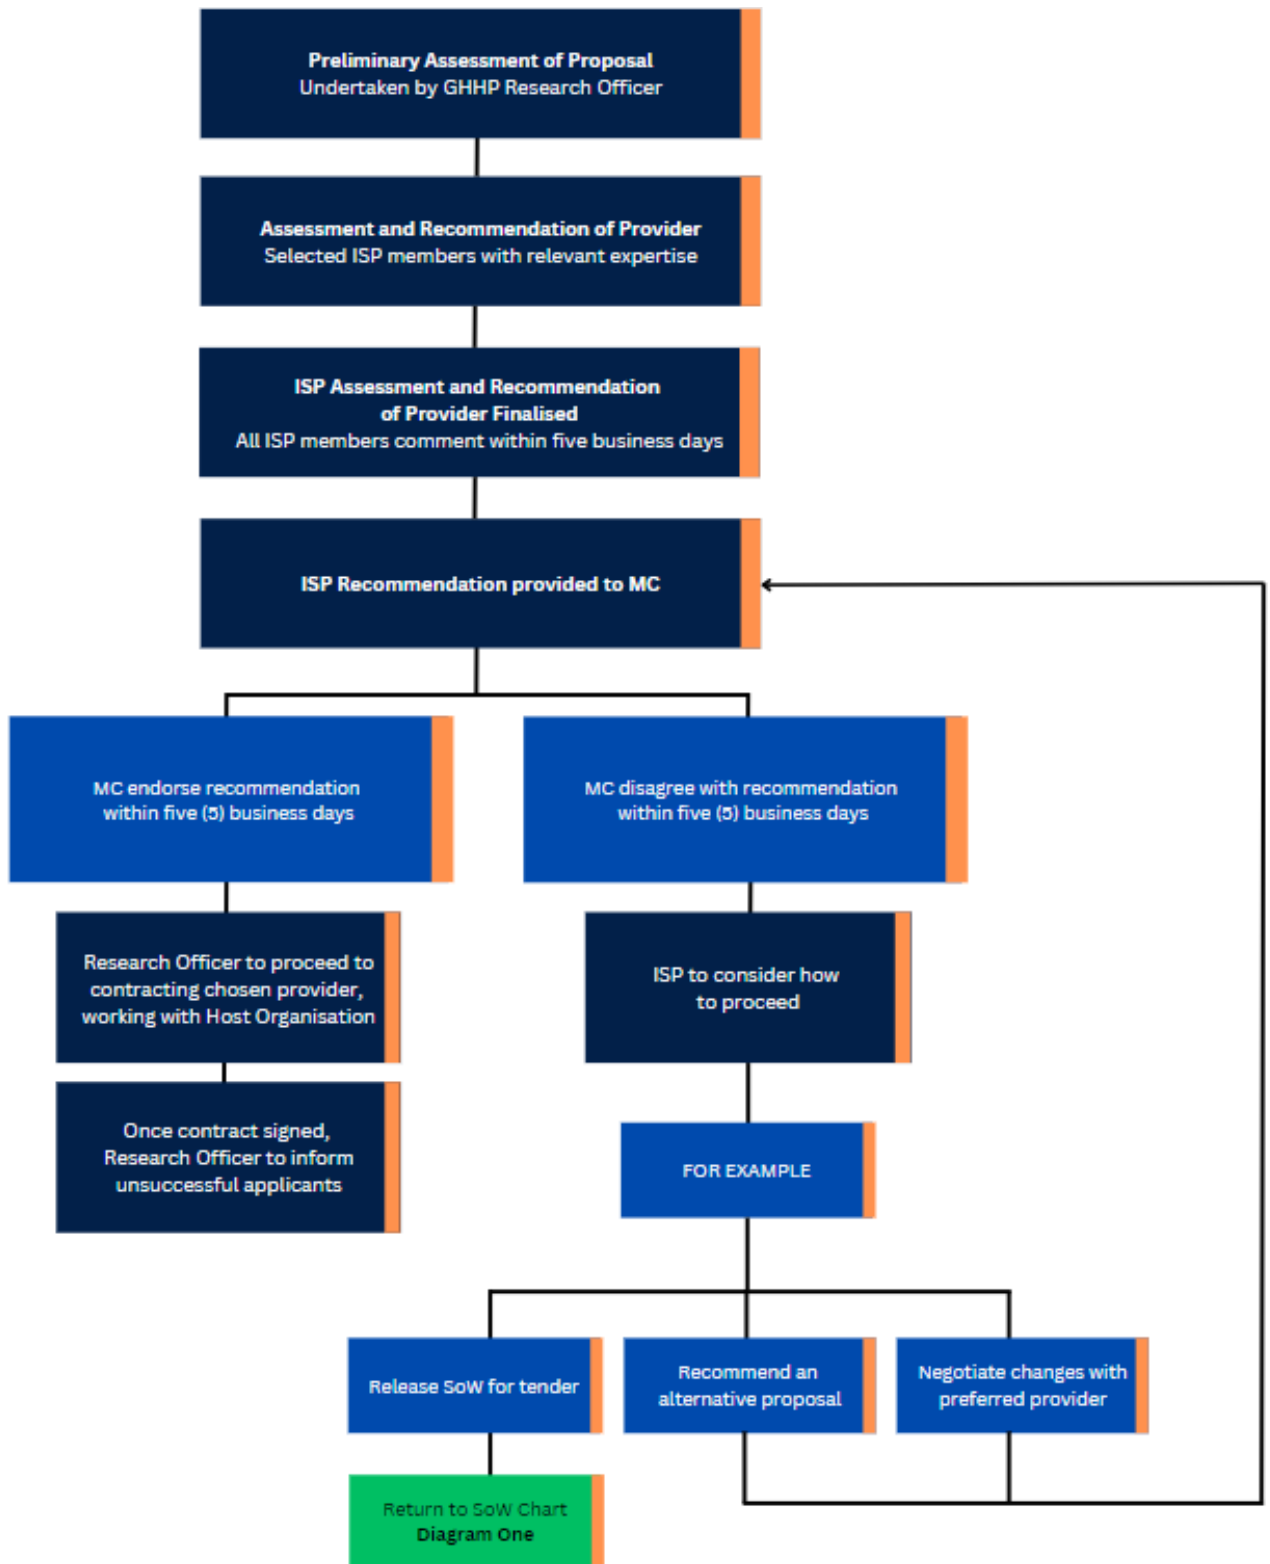 Preliminary Assessment of Proposal
Undertaken by GHHP Research Officer
Assessment and Recommendation of Provider
Selected ISP members with relevant expertise
ISP Assessment and Recommendation
of Provider Finalised
All ISP members comment within five business days
ISP Recommendation provided to MC
MC endorse recommendation
within five (5) business days
MC disagree with recommendation
within five (5) business days
Research Officer to proceed to
contracting chosen provider,
working with Host Organisation
ISP to consider how
to proceed
Once contract signed,
Research Officer to inform
unsuccessful applicants
FOR EXAMPLE
Release SoW for tender
Recommend an
alternative proposal
Negotiate changes with
preferred provider
Return to SoW Chart
Diagram One